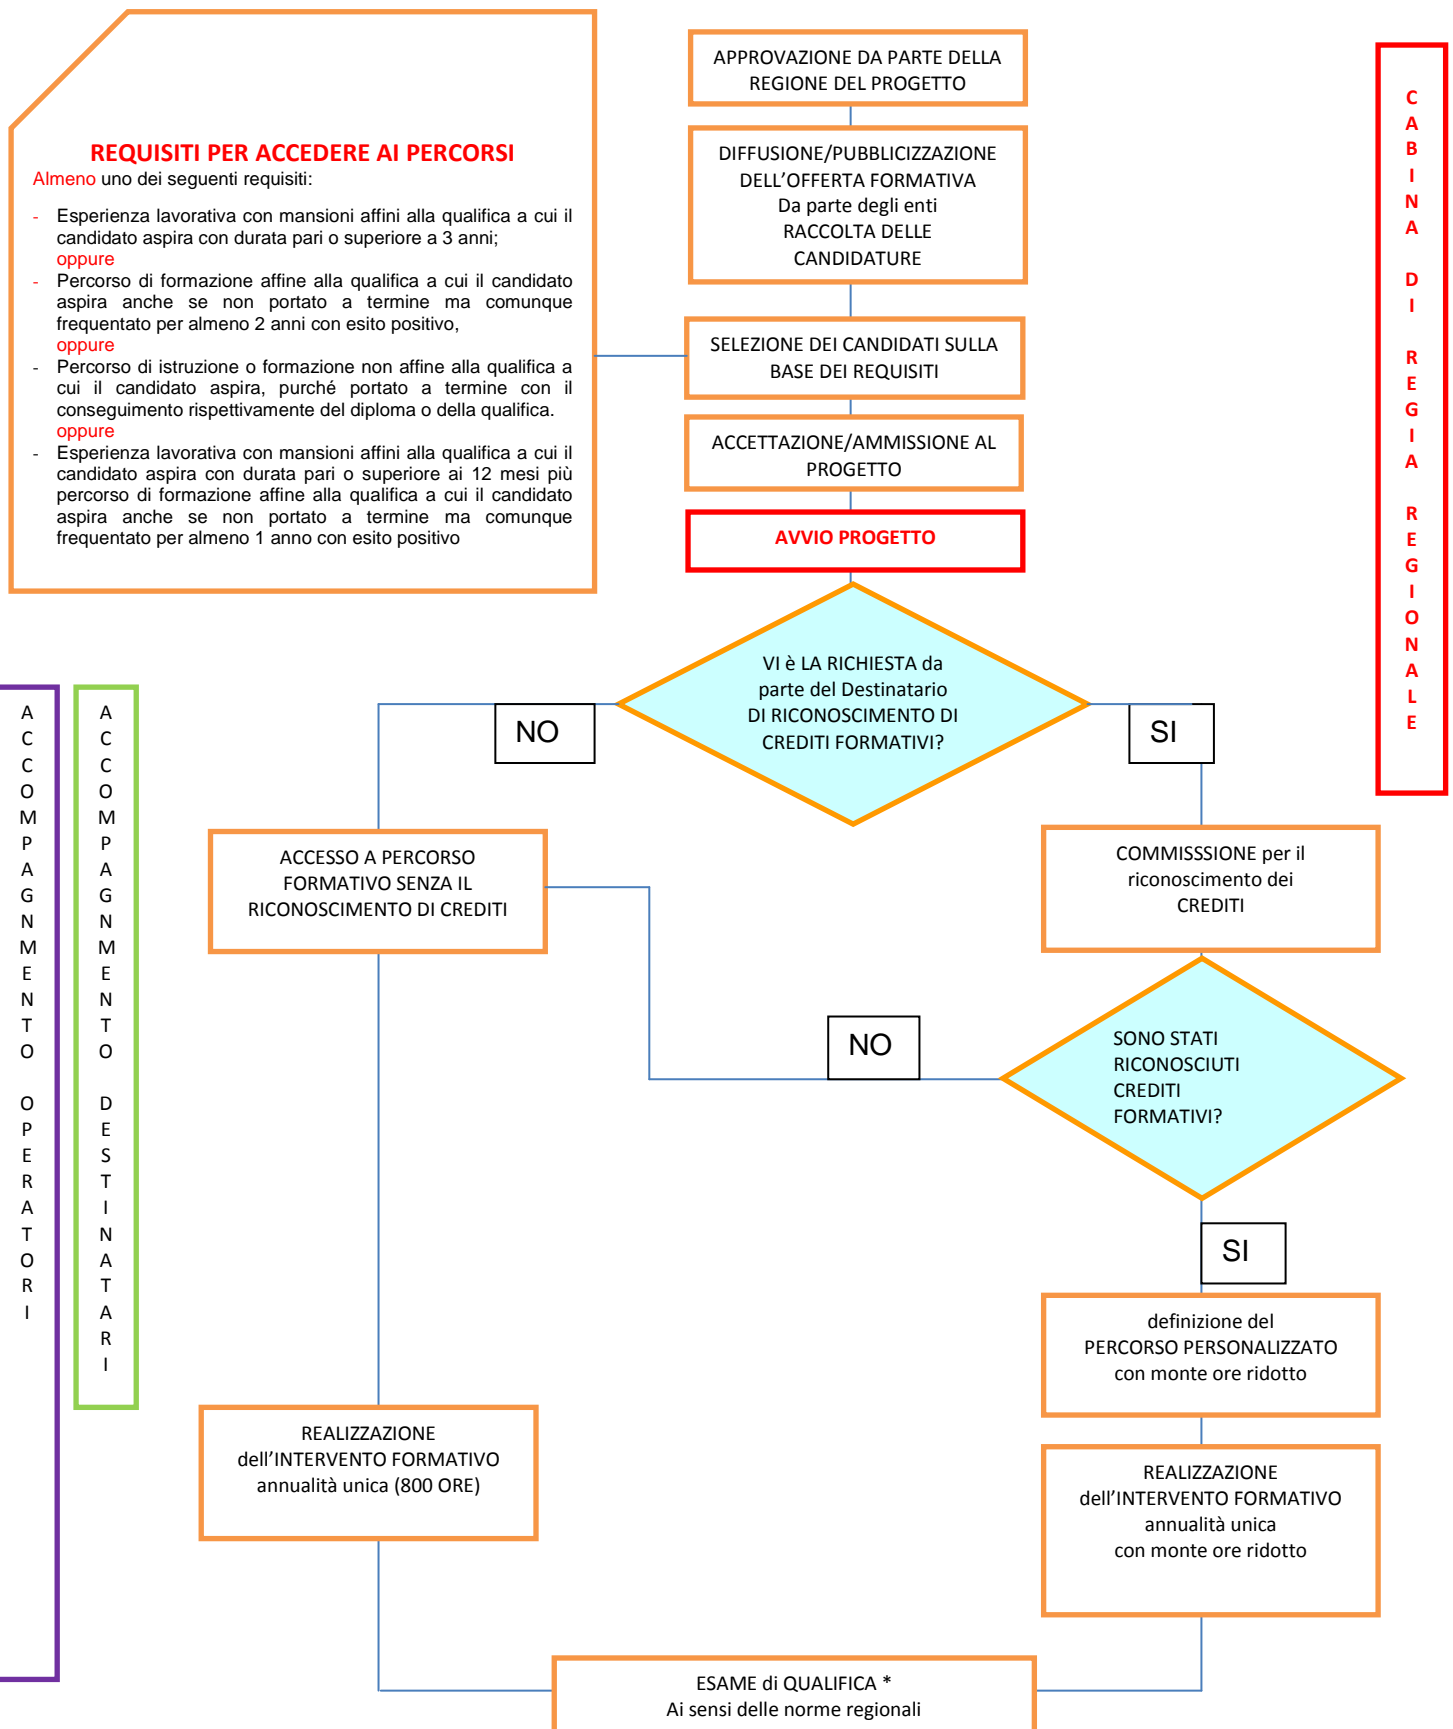 REQUISITI PER ACCEDERE AI PERCORSI
Almeno uno dei seguenti requisiti:
- Esperienza lavorativa con mansioni affini alla qualifica a cui il
candidato aspira con durata pari o superiore a 3 anni;
oppure
- Percorso di formazione affine alla qualifica a cui il candidato
aspira anche se non portato a termine ma comunque
frequentato per almeno 2 anni con esito positivo,
oppure
- Percorso di istruzione o formazione non affine alla qualifica a
cui il candidato aspira, purché portato a termine con il
conseguimento rispettivamente del diploma o della qualifica.
oppure
- Esperienza lavorativa con mansioni affini alla qualifica a cui il
candidato aspira con durata pari o superiore ai 12 mesi più
percorso di formazione affine alla qualifica a cui il candidato
aspira anche se non portato a termine ma comunque
frequentato per almeno 1 anno con esito positivo
APPROVAZIONE DA PARTE DELLA
REGIONE DEL PROGETTO
DIFFUSIONE/PUBBLICIZZAZIONE
DELL'OFFERTA FORMATIVA
Da parte degli enti
RACCOLTA DELLE
CANDIDATURE
SELEZIONE DEI CANDIDATI SULLA
BASE DEI REQUISITI
ACCETTAZIONE/AMMISSIONE AL
PROGETTO
AVVIO PROGETTO
CABINA DI REGIA REGIONALE
VI è LA RICHIESTA da
parte del Destinatario
DI RICONOSCIMENTO DI
CREDITI FORMATIVI?
NO
SI
ACCOMPAGNMENTO OPERATORI
ACCOMPAGNMENTO DESTINATARI
ACCESSO A PERCORSO
FORMATIVO SENZA IL
RICONOSCIMENTO DI CREDITI
COMMISSSIONE per il
riconoscimento dei
CREDITI
NO
SONO STATI
RICONOSCIUTI
CREDITI
FORMATIVI?
SI
definizione del
PERCORSO PERSONALIZZATO
con monte ore ridotto
REALIZZAZIONE
dell'INTERVENTO FORMATIVO
annualità unica (800 ORE)
REALIZZAZIONE
dell'INTERVENTO FORMATIVO
annualità unica
con monte ore ridotto
ESAME di QUALIFICA *
Ai sensi delle norme regionali